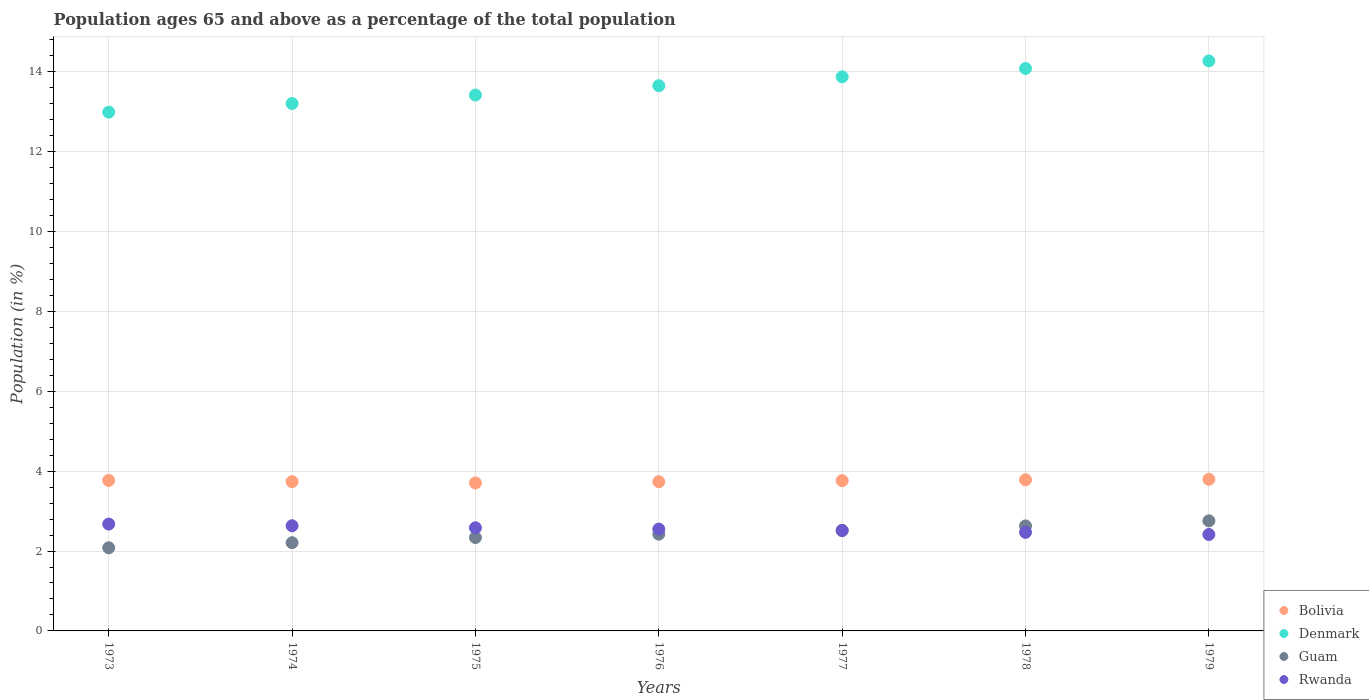 Population ages 65 and above as a percentage of the total population
Population (in %)
14
12
10
8
6
4
2
0
1973
1974
1975
1976
1977
1978
1979
Years
Bolivia
Denmark
Guam
Rwanda